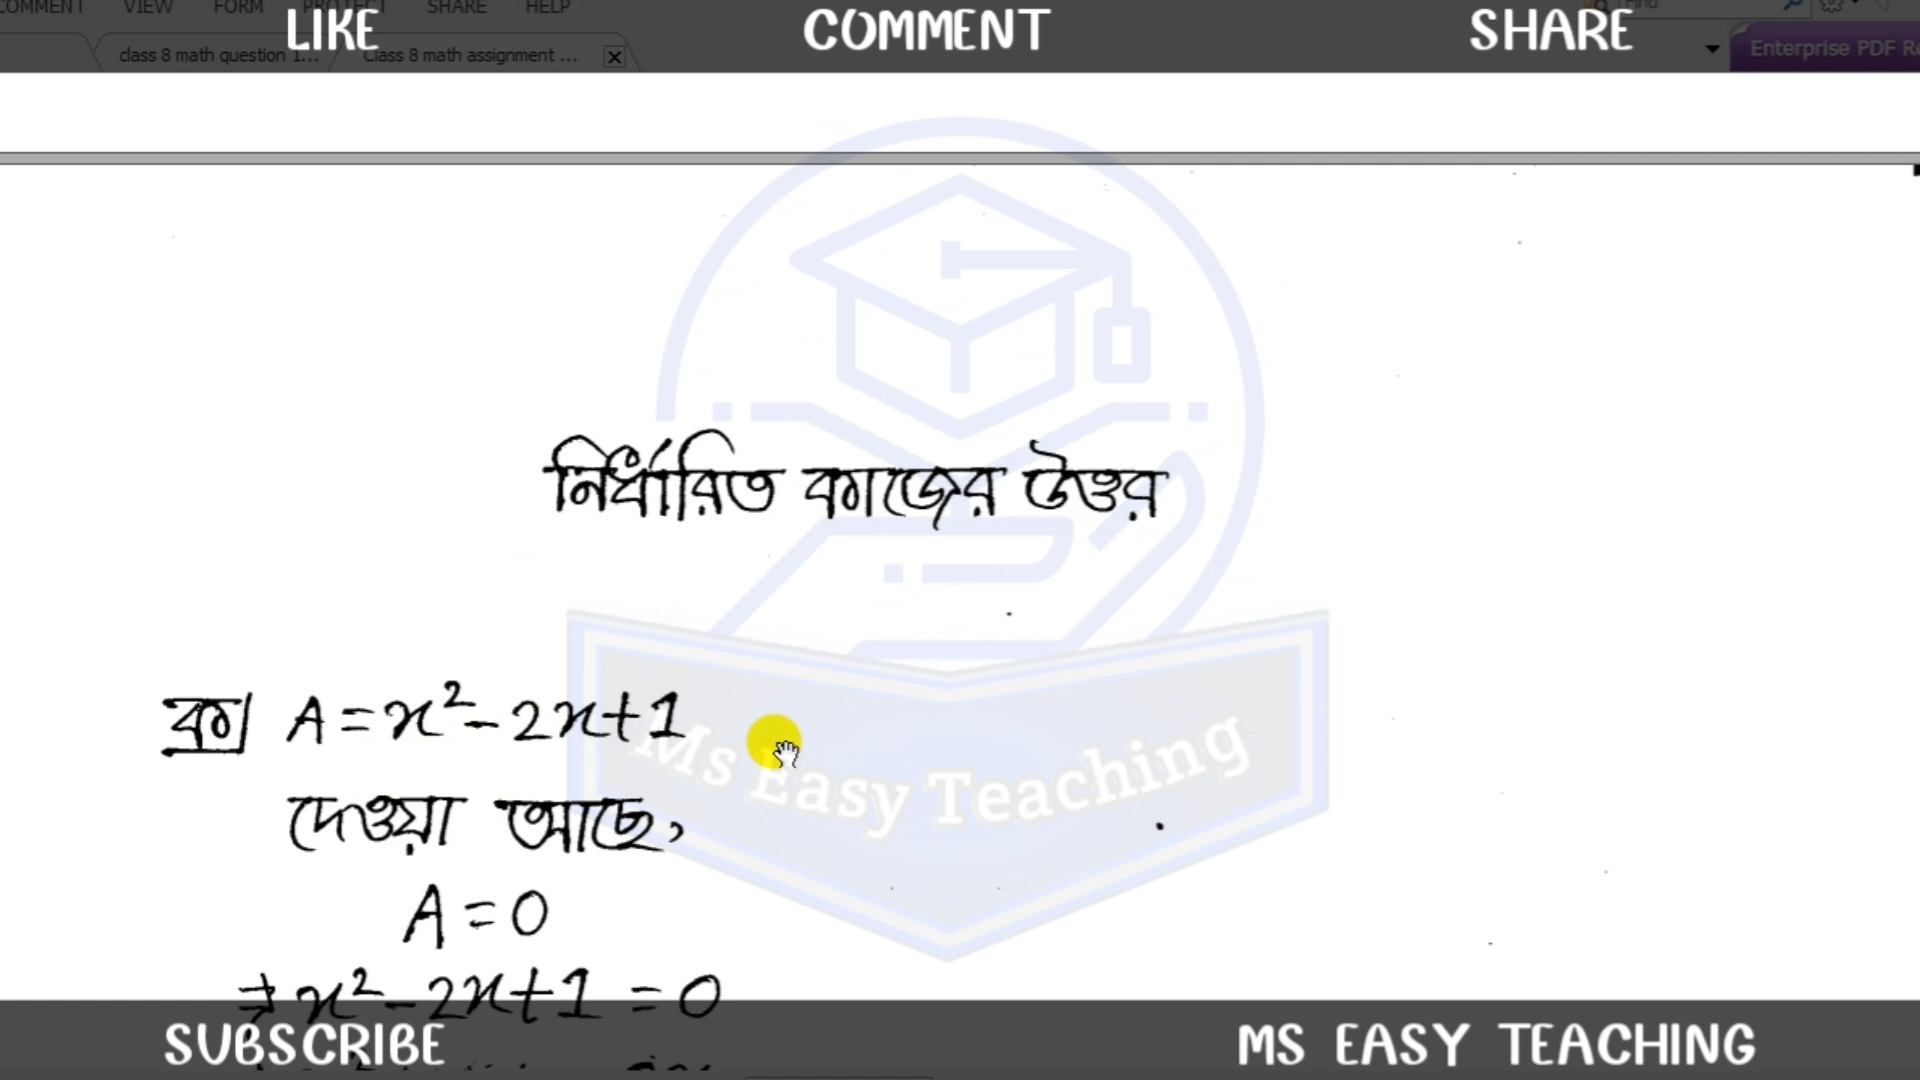 COMMENT VIEW FORM PROTECT SHARE HELP
LIKE COMMENT SHARE
class 8 math question 1... Class 8 math assignment ... Enterprise PDF Re
নির্ধারিত কাজের উত্তর
ক) A = x² - 2x + 1
Ms Easy Teaching
দেওয়া আছে,
A = 0
⇒ x² - 2x + 1 = 0
SUBSCRIBE MS EASY TEACHING